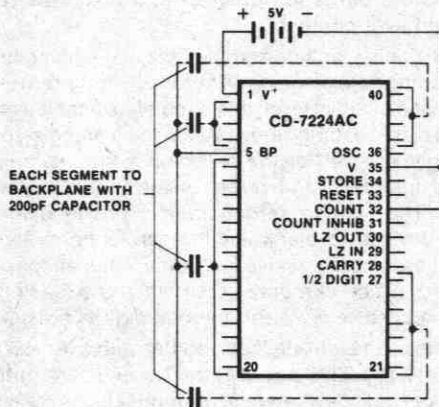 + 5V −
1 V+ 40
CD-7224AC
5 BP OSC 36
V 35
STORE 34
RESET 33
COUNT 32
COUNT INHIB 31
LZ OUT 30
LZ IN 29
CARRY 28
1/2 DIGIT 27
20 21
EACH SEGMENT TO
BACKPLANE WITH
200pF CAPACITOR